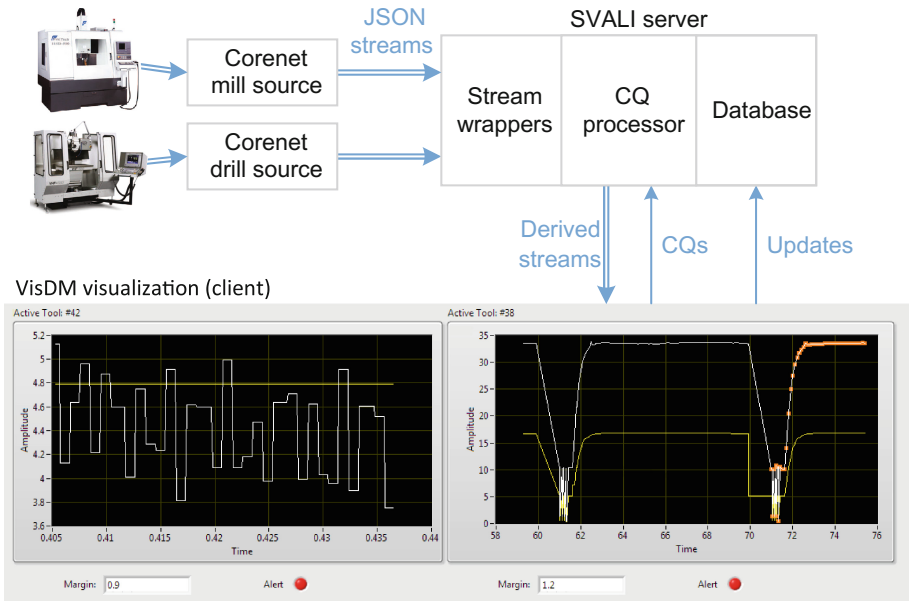 JSON
streams
SVALI server
Corenet
mill source
Corenet
drill source
Stream
wrappers
CQ
processor
Database
Derived
streams
CQs
Updates
VisDM visualization (client)
Active Tool: #42
5.2
5
4.8
4.6
4.4
4.2
4
3.8
3.6
Amplitude
0.405
0.41
0.415
0.42
0.425
0.43
0.435
0.44
Time
Margin: 0.9
Alert
Active Tool: #38
35
30
25
20
15
10
5
0
Amplitude
58
60
62
64
66
68
70
72
74
76
Time
Margin: 1.2
Alert